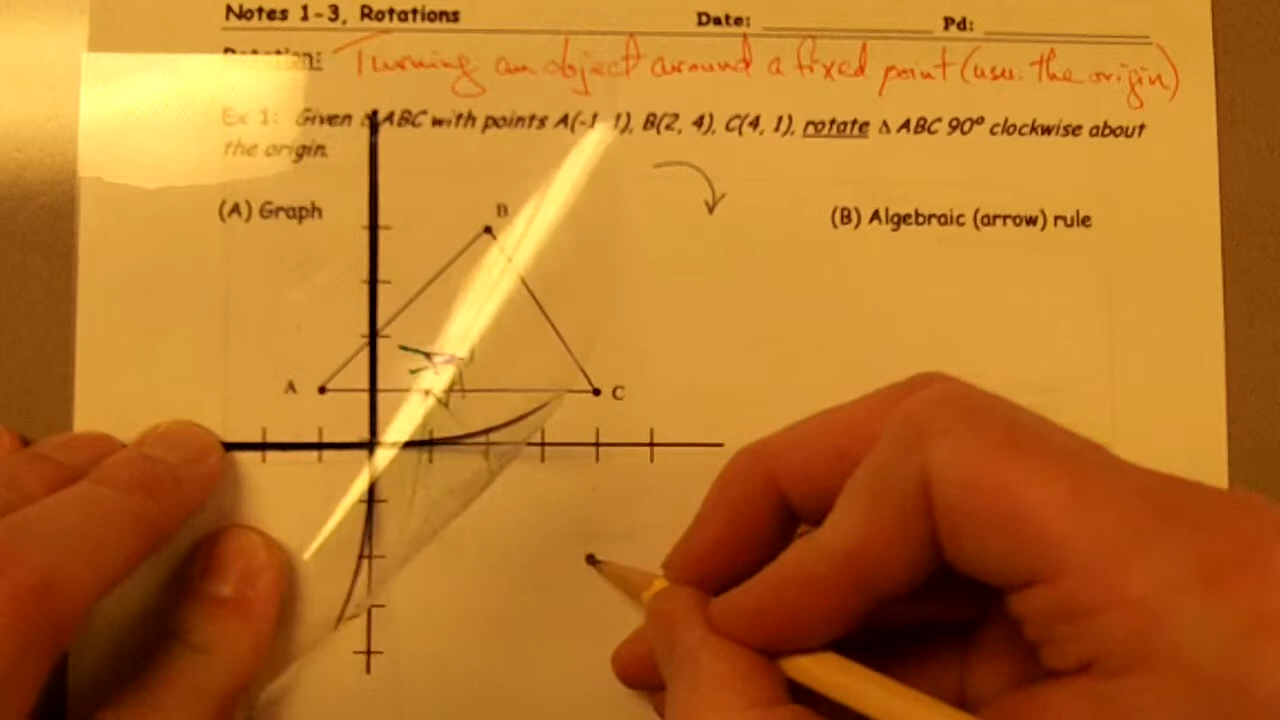 Notes 1-3, Rotations Date: Pd:
Rotation: Turning an object around a fixed point (usu. the origin)
Ex 1: Given Δ ABC with points A(-1, 1), B(2, 4), C(4, 1), rotate Δ ABC 90° clockwise about
the origin.
(A) Graph
(B) Algebraic (arrow) rule
B
A
C